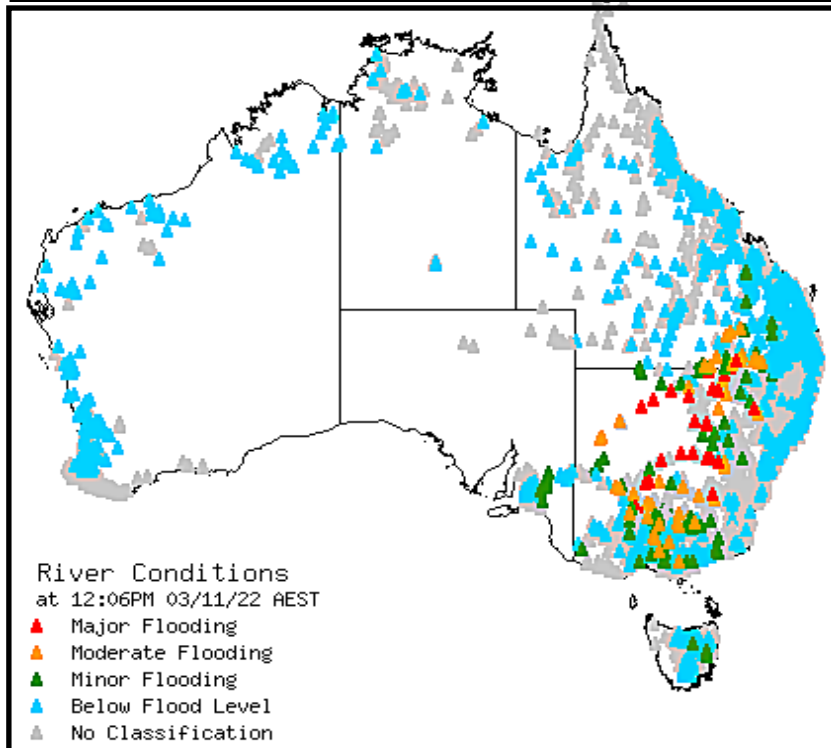 River Conditions
at 12:06PM 03/11/22 AEST
Major Flooding
Moderate Flooding
Minor Flooding
Below Flood Level
No Classification